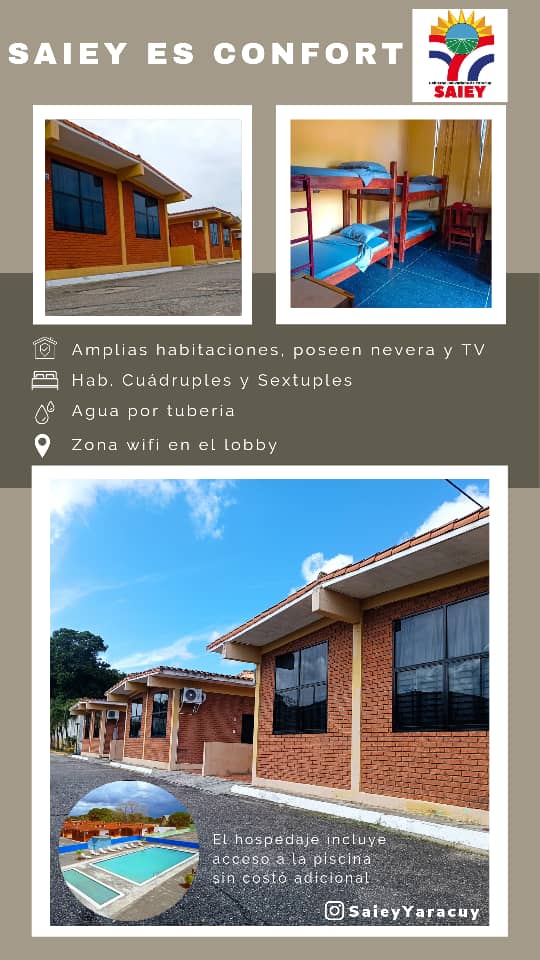 SAIEY ES CONFORT
SAIEY
Amplias habitaciones, poseen nevera y TV
Hab. Cuádruples y Sextuples
Agua por tuberia
Zona wifi en el lobby
El hospedaje incluye
acceso a la piscina
sin costo adicional
SaieyYaracuy